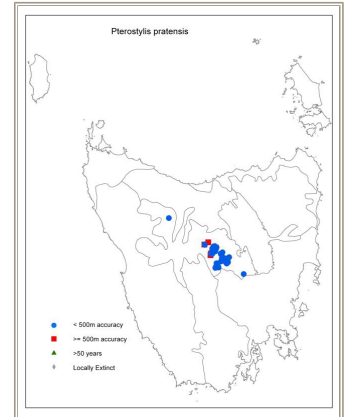 Pterostylis pratensis
< 500m accuracy
>= 500m accuracy
>50 years
Locally Extinct